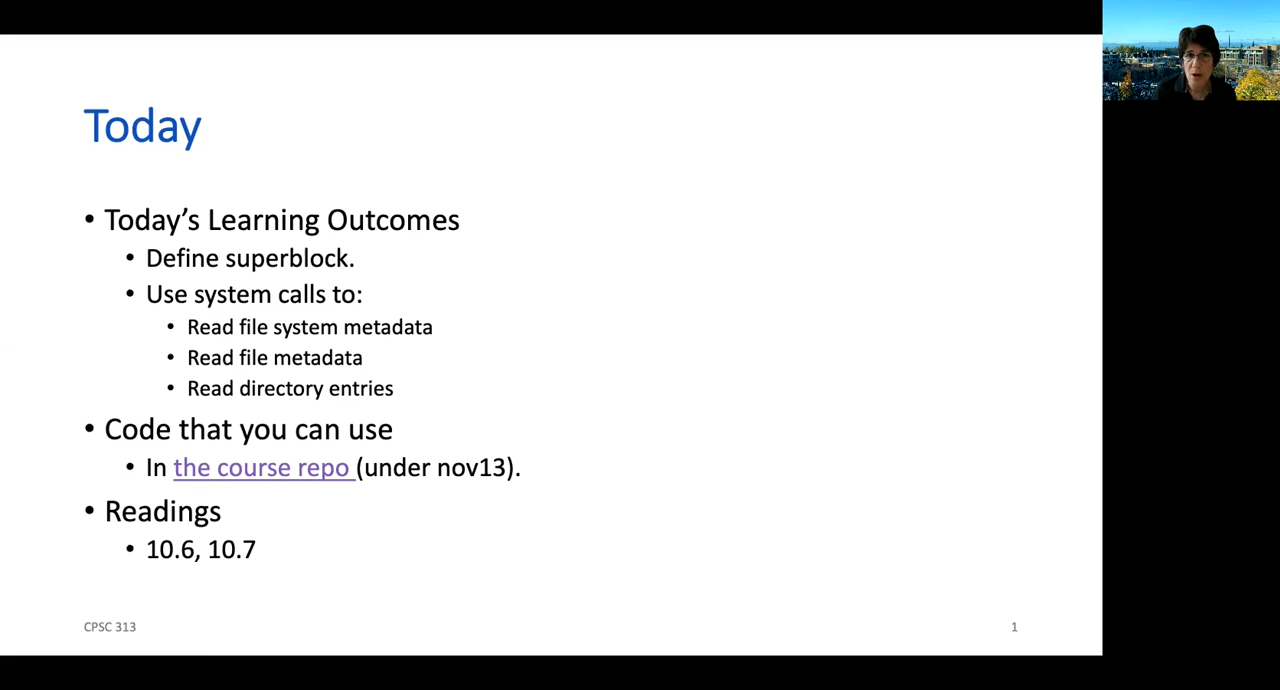 Today
• Today’s Learning Outcomes
• Define superblock.
• Use system calls to:
• Read file system metadata
• Read file metadata
• Read directory entries
• Code that you can use
• In the course repo (under nov13).
• Readings
• 10.6, 10.7
CPSC 313
1